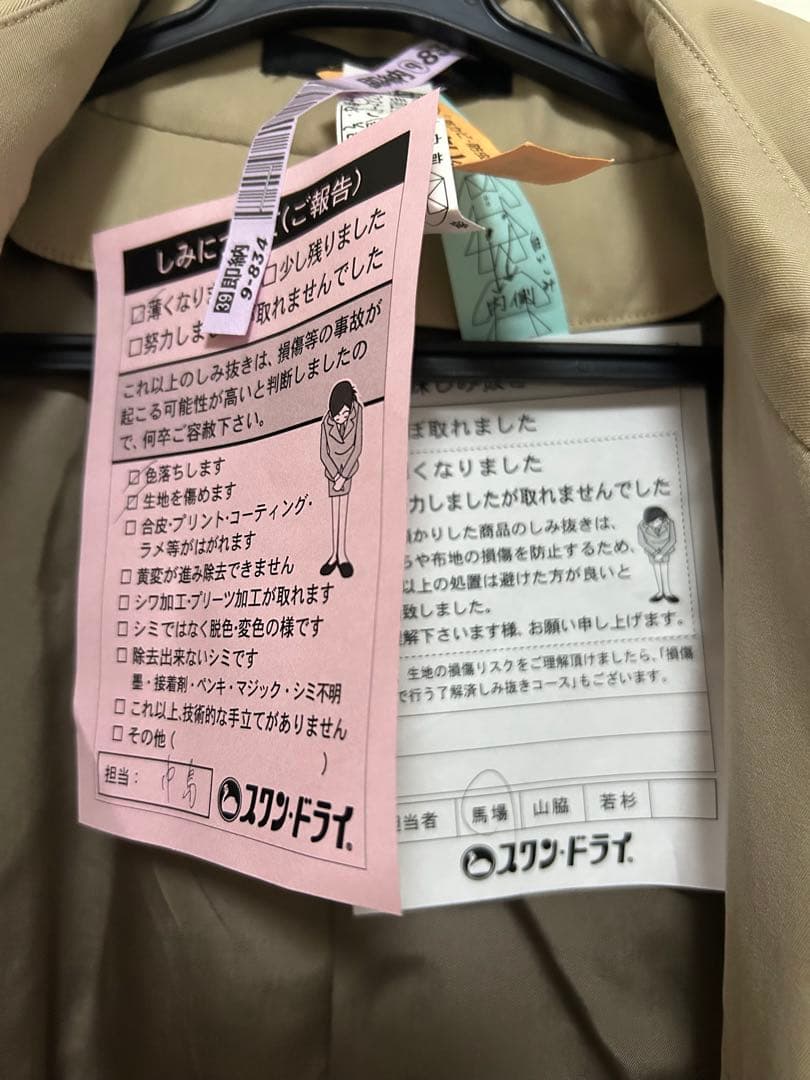 しみに
(ご報告)
☑薄くなりま
□少し残りました
□努力しま
取れませんでした
これ以上のしみ抜きは、損傷等の事故が
起こる可能性が高いと判断しましたの
で、何卒ご容赦下さい。
☑色落ちします
☑生地を傷めます
□合皮・プリント・コーティング・
ラメ等がはがれます
□黄変が進み除去できません
□シワ加工・プリーツ加工が取れます
□シミではなく脱色・変色の様です
□除去出来ないシミです
墨・接着剤・ペンキ・マジック・シミ不明
□これ以上、技術的な手立てがありません
□その他(
)
担当: 中島
スワン・ドライ®
39即納
9-834
内側
ぼ取れました
くなりました
力しましたが取れませんでした
かりした商品のしみ抜きは、
や布地の損傷を防止するため、
以上の処置は避けた方が良いと
致しました。
解下さいます様、お願い申し上げます。
生地の損傷リスクをご理解頂けましたら、「損傷
で行う了解済しみ抜きコース」もございます。
当者
馬場
山脇
若杉
スワン・ドライ®